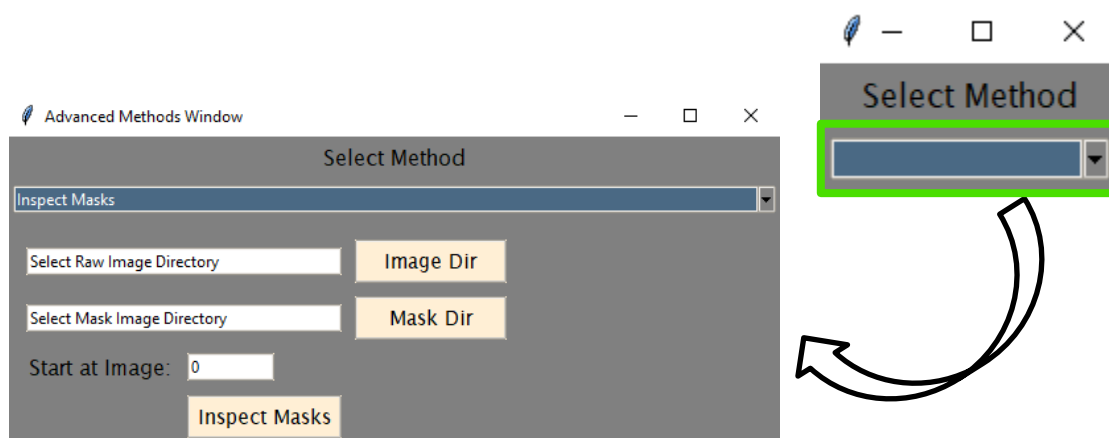 Select Method
Advanced Methods Window
Select Method
Inspect Masks
Select Raw Image Directory
Image Dir
Select Mask Image Directory
Mask Dir
Start at Image:
0
Inspect Masks